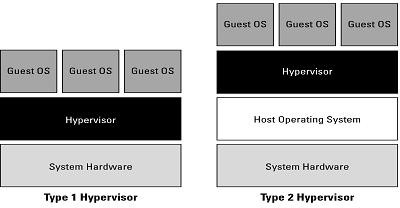 Guest OS Guest OS Guest OS
Hypervisor
System Hardware
Type 1 Hypervisor
Guest OS Guest OS Guest OS
Hypervisor
Host Operating System
System Hardware
Type 2 Hypervisor